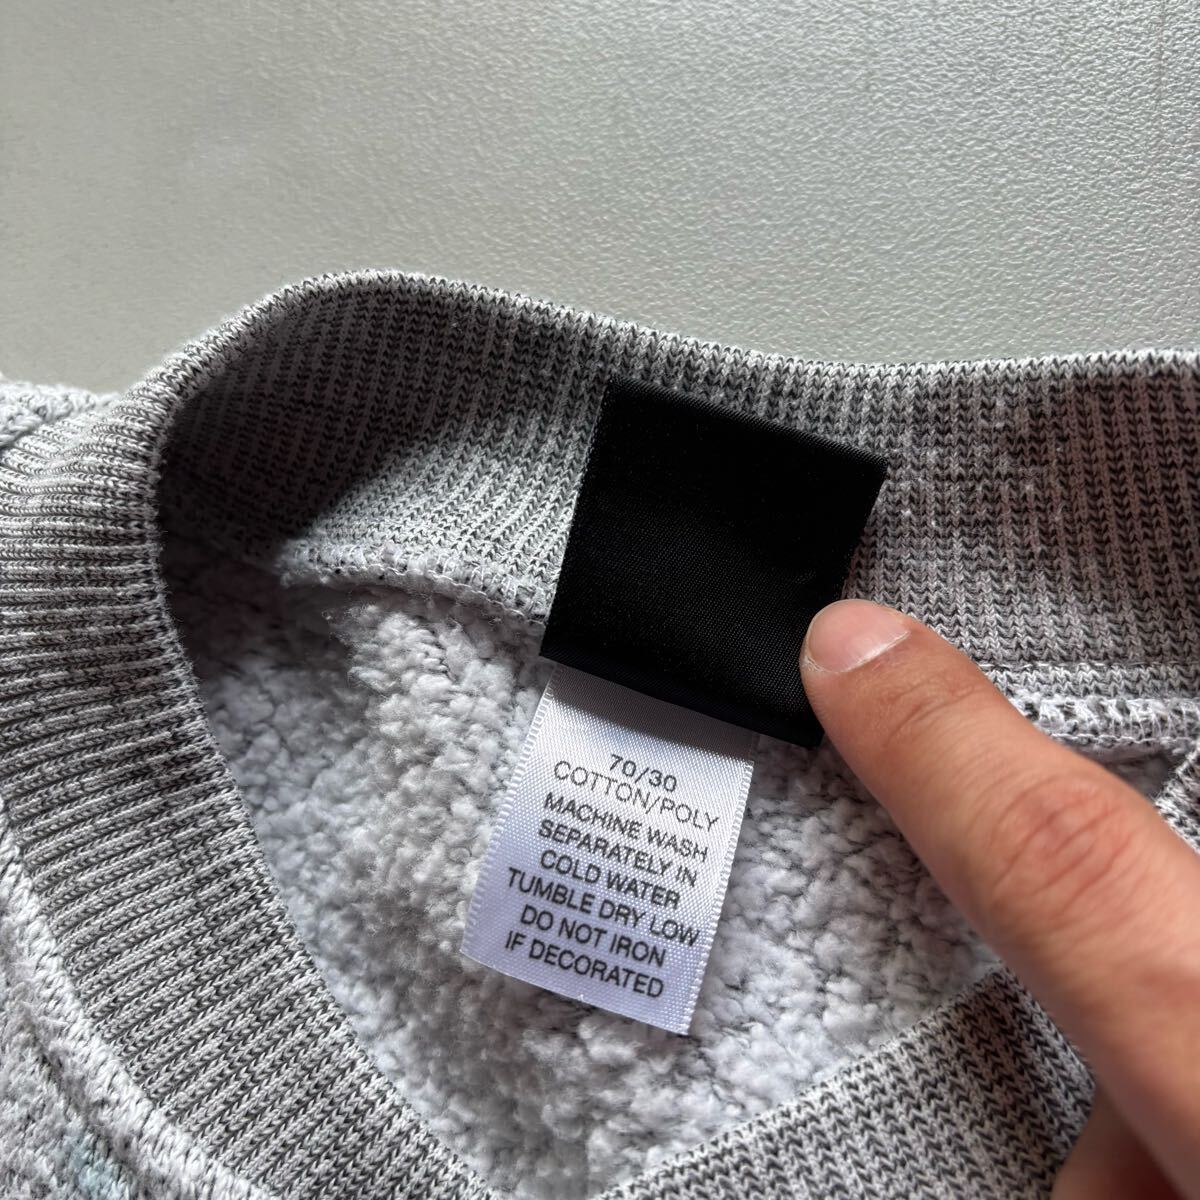 70/30
COTTON/POLY
MACHINE WASH
SEPARATELY IN
COLD WATER
TUMBLE DRY LOW
DO NOT IRON
IF DECORATED